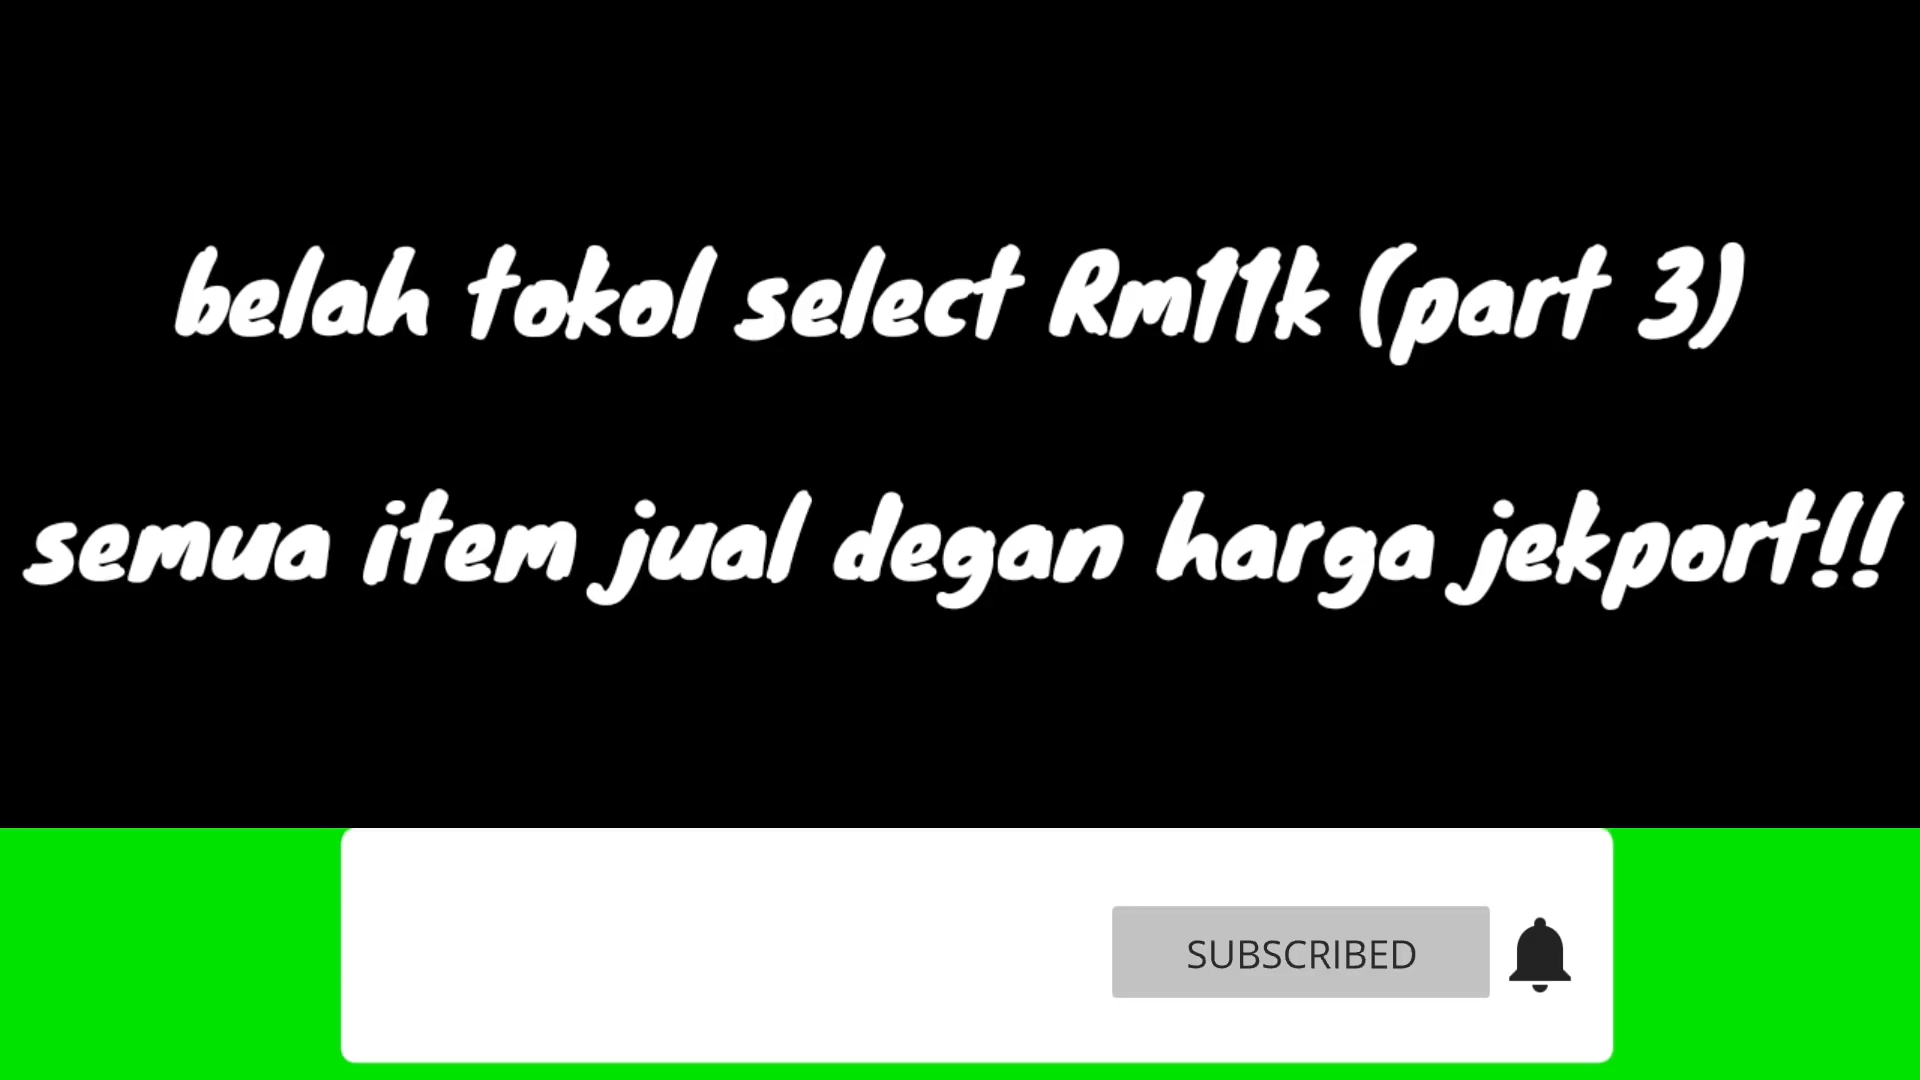 belah tokol select Rm11k (part 3)
semua item jual degan harga jekport!!
SUBSCRIBED